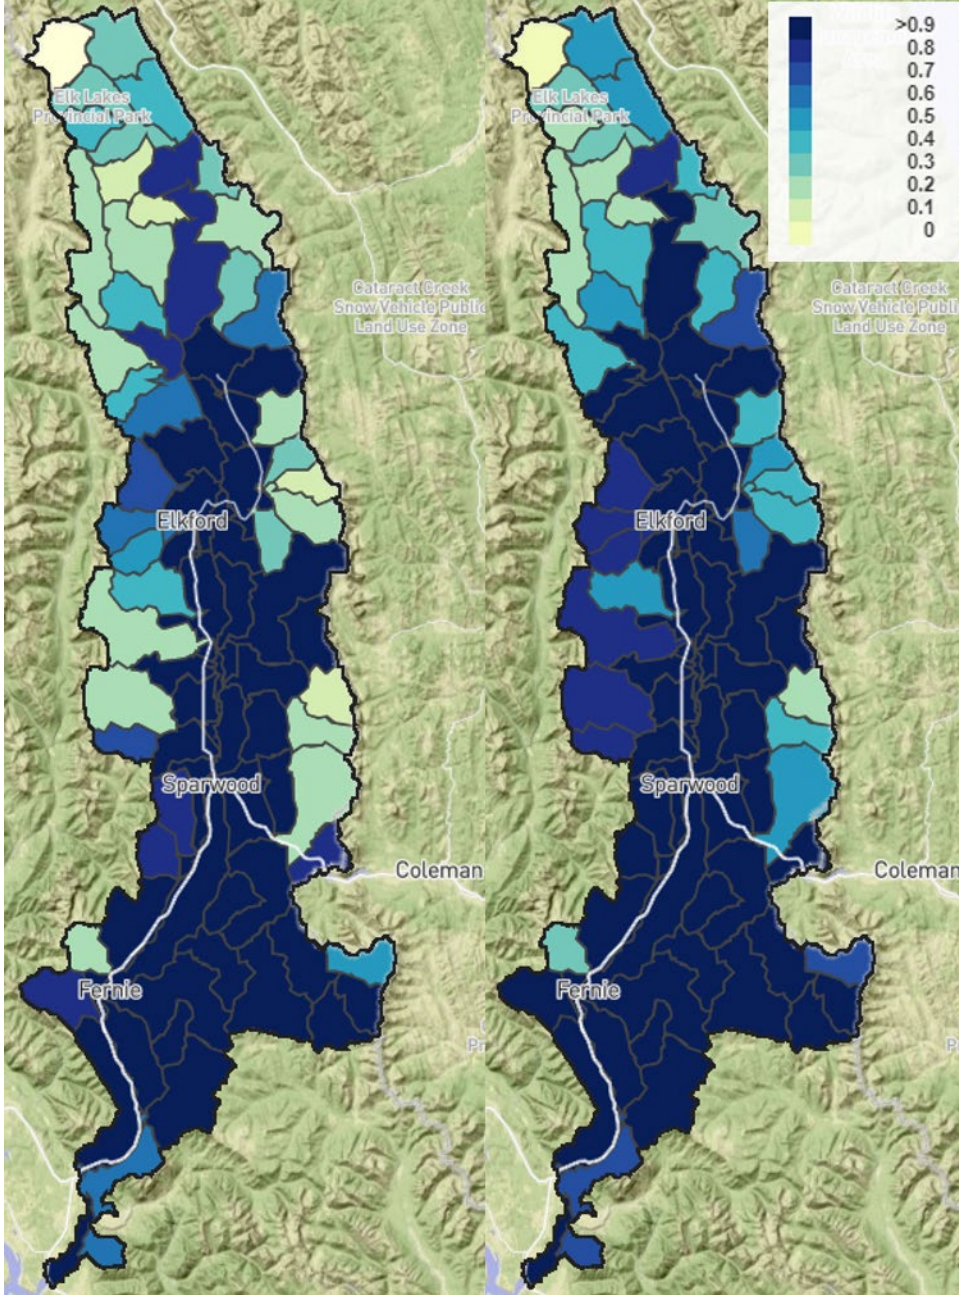 Elk Lakes
Provincial Park
Cataract Creek
Snow Vehicle Public
Land Use Zone
Elkford
Sparwood
Coleman
Fernie
Elk Lakes
Provincial Park
Cataract Creek
Snow Vehicle Publi
Land Use Zone
Elkford
Sparwood
Coleman
Fernie
>0.9
0.8
0.7
0.6
0.5
0.4
0.3
0.2
0.1
0